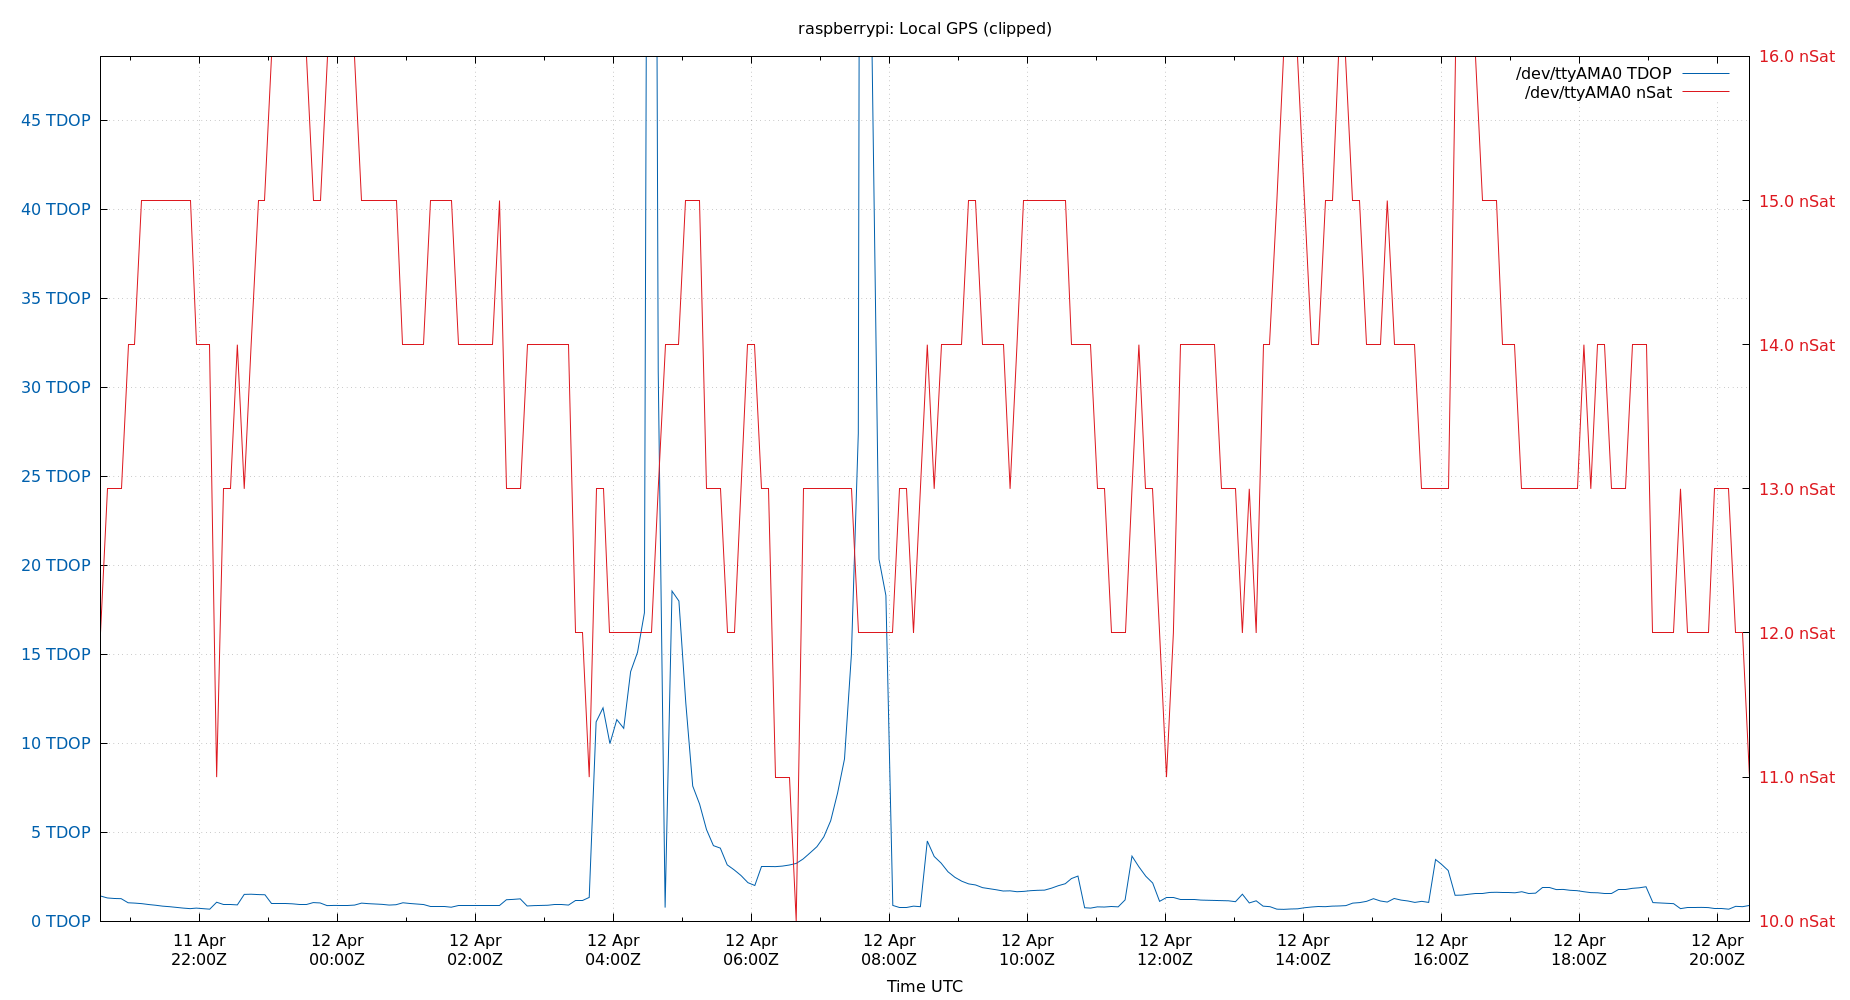 raspberrypi: Local GPS (clipped)
/dev/ttyAMA0 TDOP
/dev/ttyAMA0 nSat
45 TDOP
40 TDOP
35 TDOP
30 TDOP
25 TDOP
20 TDOP
15 TDOP
10 TDOP
5 TDOP
0 TDOP
16.0 nSat
15.0 nSat
14.0 nSat
13.0 nSat
12.0 nSat
11.0 nSat
10.0 nSat
11 Apr
22:00Z
12 Apr
00:00Z
12 Apr
02:00Z
12 Apr
04:00Z
12 Apr
06:00Z
12 Apr
08:00Z
12 Apr
10:00Z
12 Apr
12:00Z
12 Apr
14:00Z
12 Apr
16:00Z
12 Apr
18:00Z
12 Apr
20:00Z
Time UTC